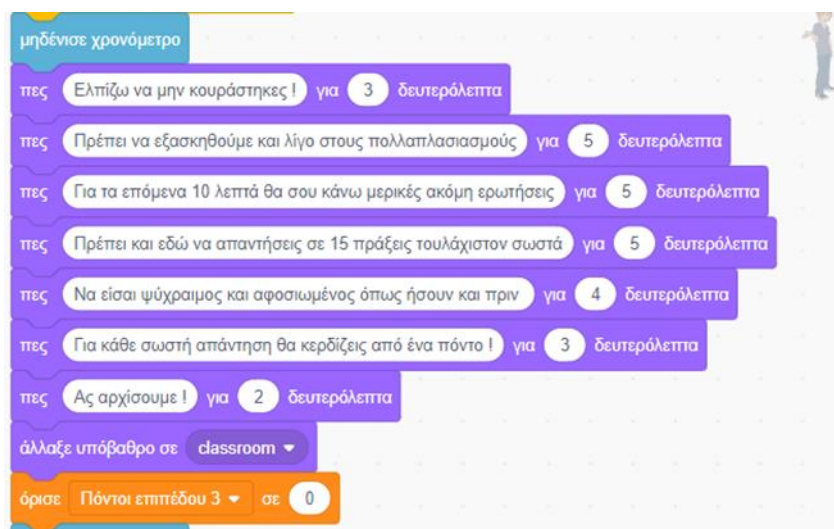 μηδένισε χρονόμετρο
πες Ελπίζω να μην κουράστηκες ! για 3 δευτερόλεπτα
πες Πρέπει να εξασκηθούμε και λίγο στους πολλαπλασιασμούς για 5 δευτερόλεπτα
πες Για τα επόμενα 10 λεπτά θα σου κάνω μερικές ακόμη ερωτήσεις για 5 δευτερόλεπτα
πες Πρέπει και εδώ να απαντήσεις σε 15 πράξεις τουλάχιστον σωστά για 5 δευτερόλεπτα
πες Να είσαι ψύχραιμος και αφοσιωμένος όπως ήσουν και πριν για 4 δευτερόλεπτα
πες Για κάθε σωστή απάντηση θα κερδίζεις από ένα πόντο ! για 3 δευτερόλεπτα
πες Ας αρχίσουμε ! για 2 δευτερόλεπτα
άλλαξε υπόβαθρο σε classroom
όρισε Πόντοι επιπέδου 3 σε 0